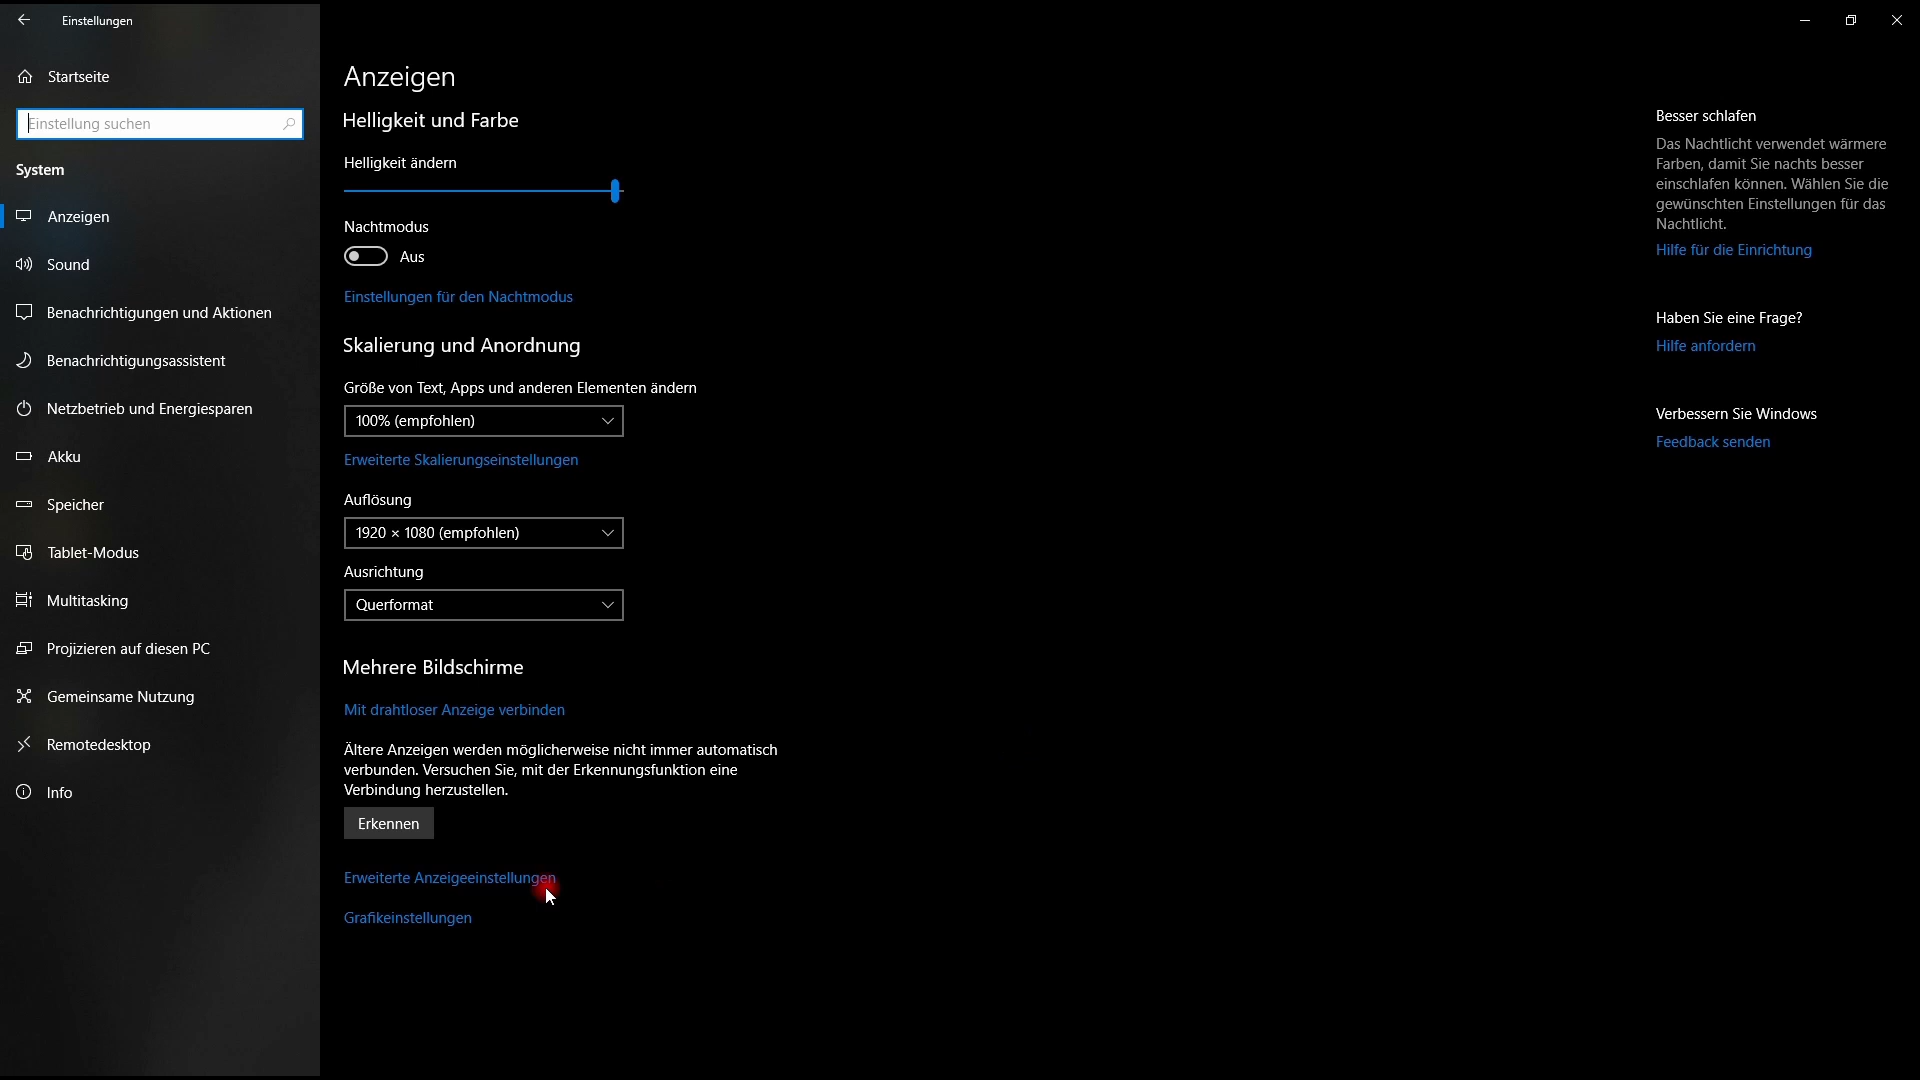 Einstellungen
Startseite
Einstellung suchen
System
Anzeigen
Sound
Benachrichtigungen und Aktionen
Benachrichtigungsassistent
Netzbetrieb und Energiesparen
Akku
Speicher
Tablet-Modus
Multitasking
Projizieren auf diesen PC
Gemeinsame Nutzung
Remotedesktop
Info
Anzeigen
Helligkeit und Farbe
Helligkeit ändern
Nachtmodus
Aus
Einstellungen für den Nachtmodus
Skalierung und Anordnung
Größe von Text, Apps und anderen Elementen ändern
100% (empfohlen)
Erweiterte Skalierungseinstellungen
Auflösung
1920 × 1080 (empfohlen)
Ausrichtung
Querformat
Mehrere Bildschirme
Mit drahtloser Anzeige verbinden
Ältere Anzeigen werden möglicherweise nicht immer automatisch
verbunden. Versuchen Sie, mit der Erkennungsfunktion eine
Verbindung herzustellen.
Erkennen
Erweiterte Anzeigeeinstellungen
Grafikeinstellungen
Besser schlafen
Das Nachtlicht verwendet wärmere
Farben, damit Sie nachts besser
einschlafen können. Wählen Sie die
gewünschten Einstellungen für das
Nachtlicht.
Hilfe für die Einrichtung
Haben Sie eine Frage?
Hilfe anfordern
Verbessern Sie Windows
Feedback senden